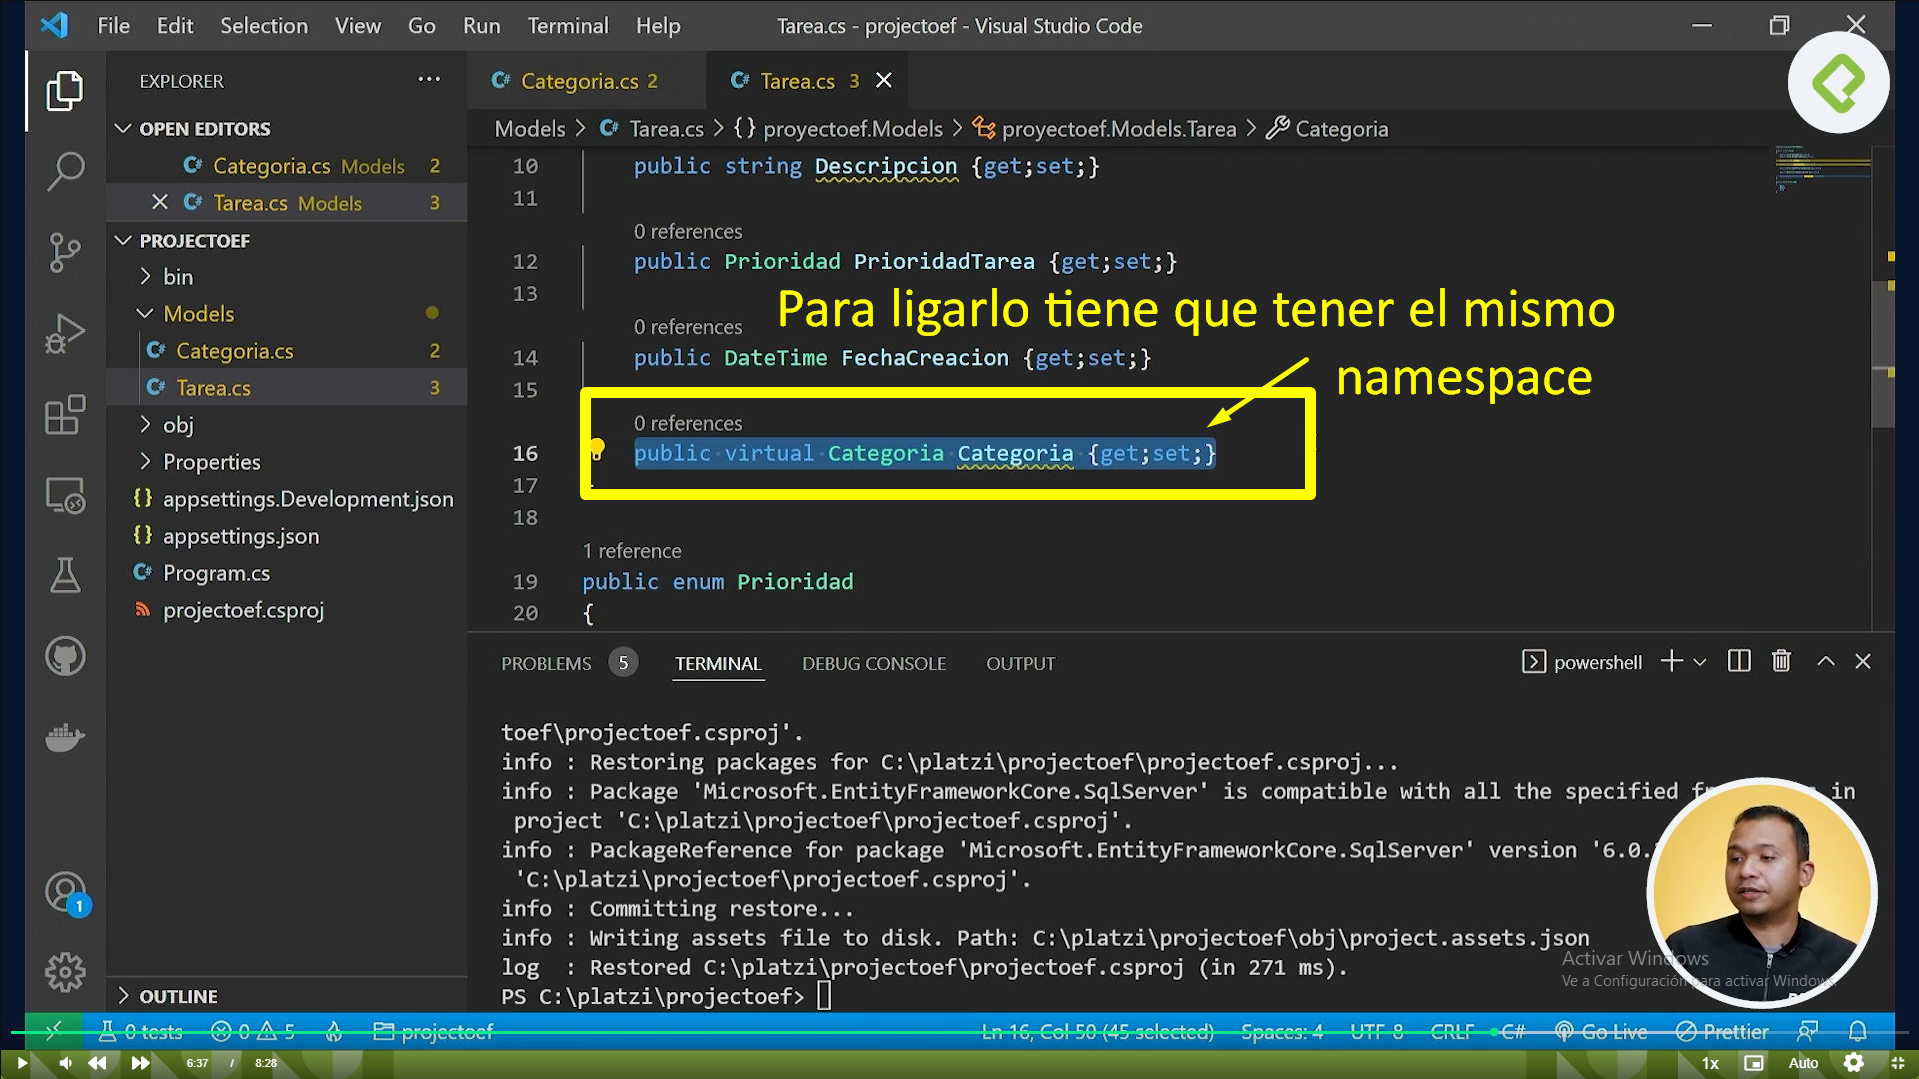 File Edit Selection View Go Run Terminal Help Tarea.cs - projectoef - Visual Studio Code
EXPLORER ...
Categoria.cs 2 Tarea.cs 3
OPEN EDITORS
Categoria.cs Models 2
Tarea.cs Models 3
PROJECTOEF
bin
Models
Categoria.cs 2
Tarea.cs 3
obj
Properties
{} appsettings.Development.json
{} appsettings.json
Program.cs
projectoef.csproj
OUTLINE
Models > Tarea.cs > {} proyectoef.Models > proyectoef.Models.Tarea > Categoria
10 public string Descripcion {get;set;}
11
0 references
12 public Prioridad PrioridadTarea {get;set;}
13
Para ligarlo tiene que tener el mismo
namespace
0 references
14 public DateTime FechaCreacion {get;set;}
15
0 references
16 public virtual Categoria Categoria {get;set;}
17
18
1 reference
19 public enum Prioridad
20 {
PROBLEMS 5 TERMINAL DEBUG CONSOLE OUTPUT powershell
toef\projectoef.csproj'.
info : Restoring packages for C:\platzi\projectoef\projectoef.csproj...
info : Package 'Microsoft.EntityFrameworkCore.SqlServer' is compatible with all the specified in
project 'C:\platzi\projectoef\projectoef.csproj'.
info : PackageReference for package 'Microsoft.EntityFrameworkCore.SqlServer' version '6.0.
'C:\platzi\projectoef\projectoef.csproj'.
info : Committing restore...
info : Writing assets file to disk. Path: C:\platzi\projectoef\obj\project.assets.json
log : Restored C:\platzi\projectoef\projectoef.csproj (in 271 ms).
PS C:\platzi\projectoef>
1
Activar Windows
Ve a Configuración para activar Windows.
0 tests 0 5 projectoef Ln 16, Col 50 (45 selected) Spaces: 4 UTF-8 CRLF C# Go Live Prettier
6:37 / 8:28 1x Auto